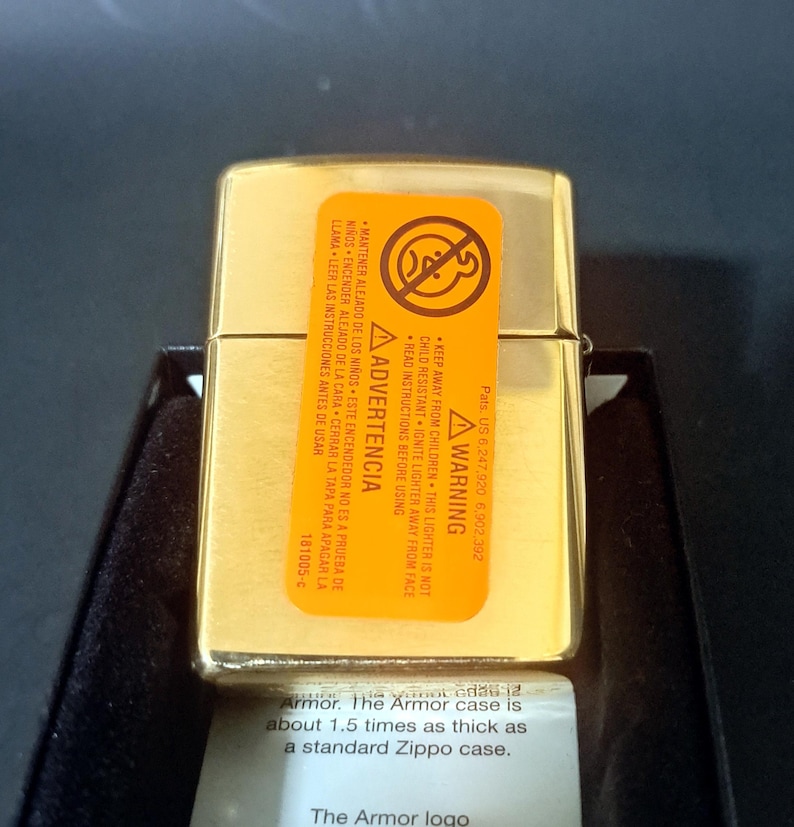 Pats. US 6,247,920 6,902,392
⚠ WARNING
• KEEP AWAY FROM CHILDREN • THIS LIGHTER IS NOT
CHILD RESISTANT • IGNITE LIGHTER AWAY FROM FACE
• READ INSTRUCTIONS BEFORE USING
⚠ ADVERTENCIA
• MANTENER ALEJADO DE LOS NIÑOS • ESTE ENCENDEDOR NO ES A PRUEBA DE
NIÑOS • ENCENDER ALEJADO DE LA CARA • CERRAR LA TAPA PARA APAGAR LA
LLAMA • LEER LAS INSTRUCCIONES ANTES DE USAR
181005-c
Armor. The Armor case is
about 1.5 times as thick as
a standard Zippo case.
The Armor logo